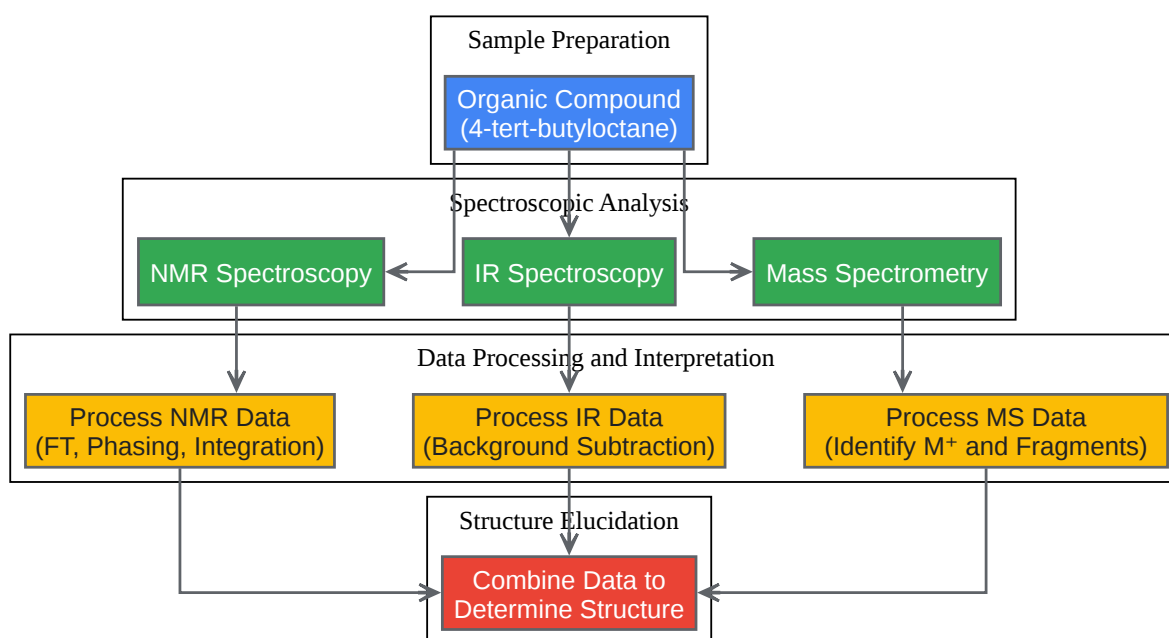 Sample Preparation
Organic Compound
(4-tert-butyloctane)
Spectroscopic Analysis
NMR Spectroscopy
IR Spectroscopy
Mass Spectrometry
Data Processing and Interpretation
Process NMR Data
(FT, Phasing, Integration)
Process IR Data
(Background Subtraction)
Process MS Data
(Identify M⁺ and Fragments)
Structure Elucidation
Combine Data to
Determine Structure